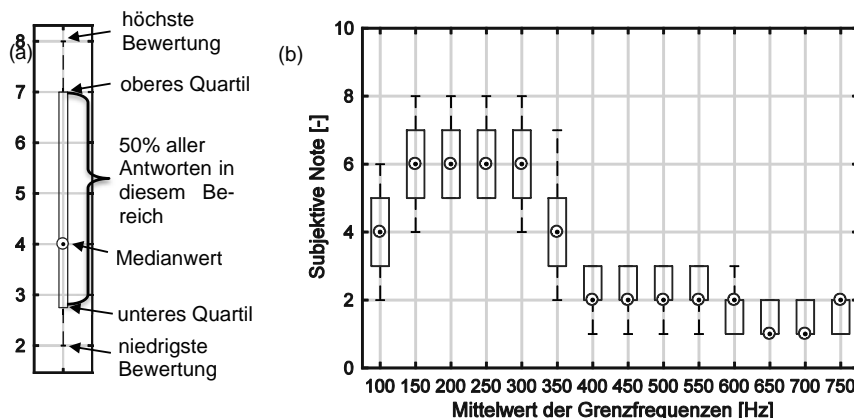 (a)
8
7
6
5
4
3
2
höchste
Bewertung
oberes Quartil
50% aller
Antworten in
diesem Be-
reich
Medianwert
unteres Quartil
niedrigste
Bewertung
(b)
Subjektive Note [-]
10
8
6
4
2
0
100 150 200 250 300 350 400 450 500 550 600 650 700 750
Mittelwert der Grenzfrequenzen [Hz]